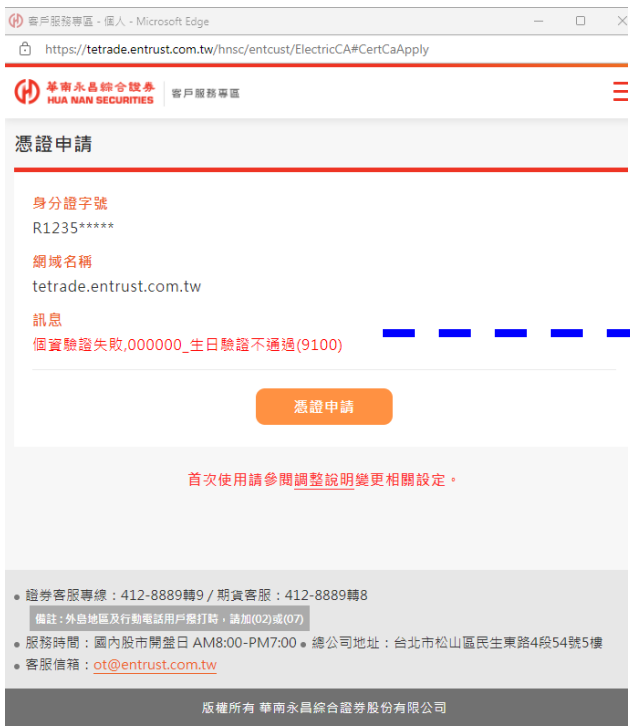 客戶服務專區 - 個人 - Microsoft Edge
https://tetrade.entrust.com.tw/hnsc/entcust/ElectricCA#CertCaApply
華南永昌綜合證券
HUA NAN SECURITIES
客戶服務專區
憑證申請
身分證字號
R1235*****
網域名稱
tetrade.entrust.com.tw
訊息
個資驗證失敗,000000_生日驗證不通過(9100)
憑證申請
首次使用請參閱調整說明變更相關設定。
證券客服專線：412-8889轉9 / 期貨客服：412-8889轉8
備註：外島地區及行動電話用戶撥打時，請加(02)或(07)
服務時間：國內股市開盤日 AM8:00-PM7:00 ● 總公司地址：台北市松山區民生東路4段54號5樓
客服信箱：ot@entrust.com.tw
版權所有 華南永昌綜合證券股份有限公司